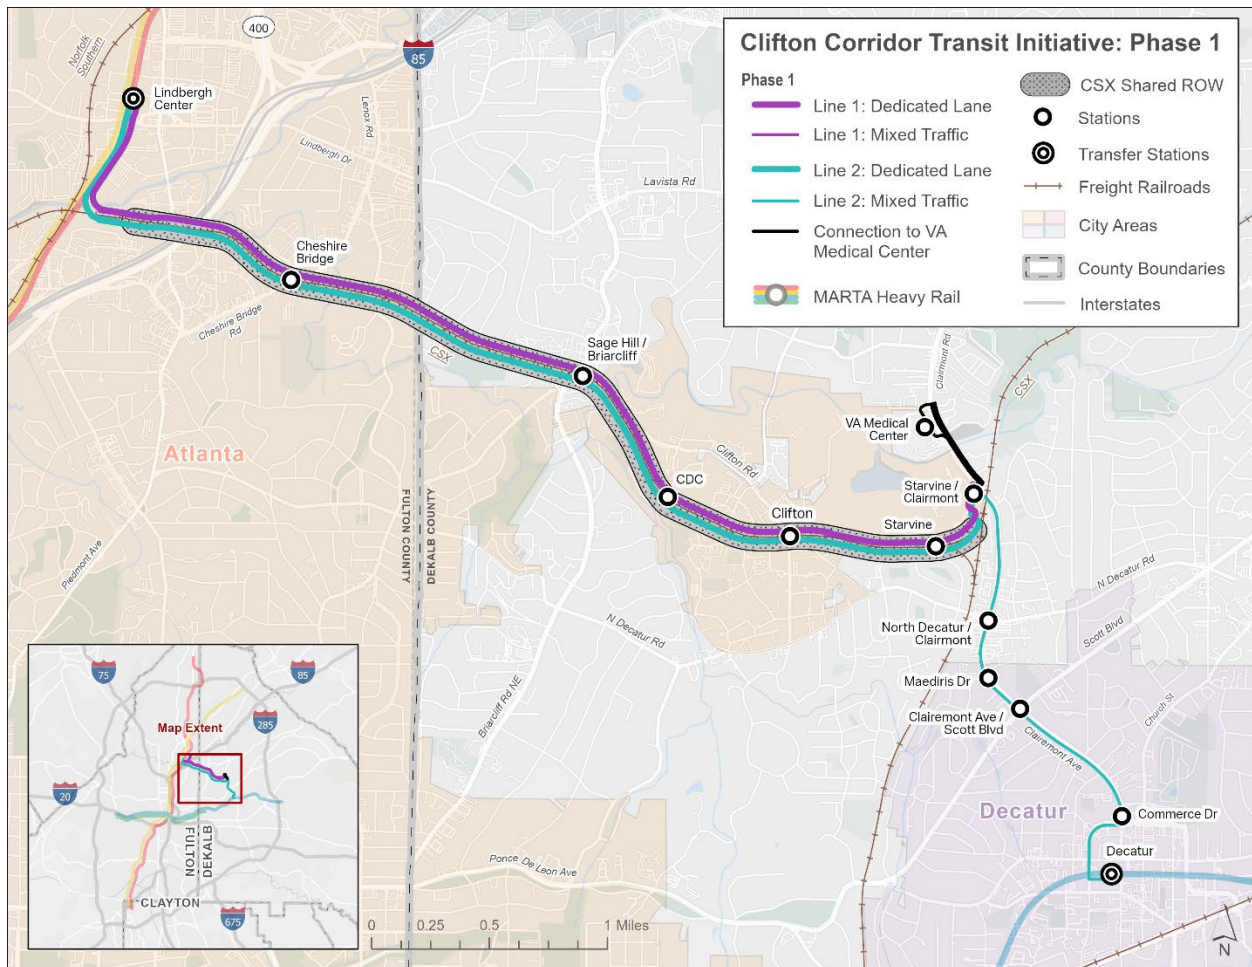 Clifton Corridor Transit Initiative: Phase 1
Phase 1
Line 1: Dedicated Lane
Line 1: Mixed Traffic
Line 2: Dedicated Lane
Line 2: Mixed Traffic
Connection to VA
Medical Center
MARTA Heavy Rail
CSX Shared ROW
Stations
Transfer Stations
Freight Railroads
City Areas
County Boundaries
Interstates
Norfolk
Southern
400
85
Lindbergh
Center
Lenox Rd
Lindbergh Dr
Lavista Rd
Cheshire
Bridge
Cheshire Bridge
Rd
CSX
Sage Hill /
Briarcliff
Clairmont Rd
CSX
VA Medical
Center
Atlanta
Clifton Rd
CDC
Starvine /
Clairmont
Clifton
Starvine
FULTON COUNTY
DEKALB COUNTY
Piedmont Ave
N Decatur Rd
Scott Blvd
N Decatur Rd
North Decatur /
Clairmont
Maediris Dr
Briarcliff Rd NE
Church St
Clairemont Ave /
Scott Blvd
Clairemont Ave
Decatur
Commerce Dr
Decatur
Ponce De Leon Ave
75
85
Map Extent
285
20
FULTON
DEKALB
CLAYTON
675
0 0.25 0.5 1 Miles
N